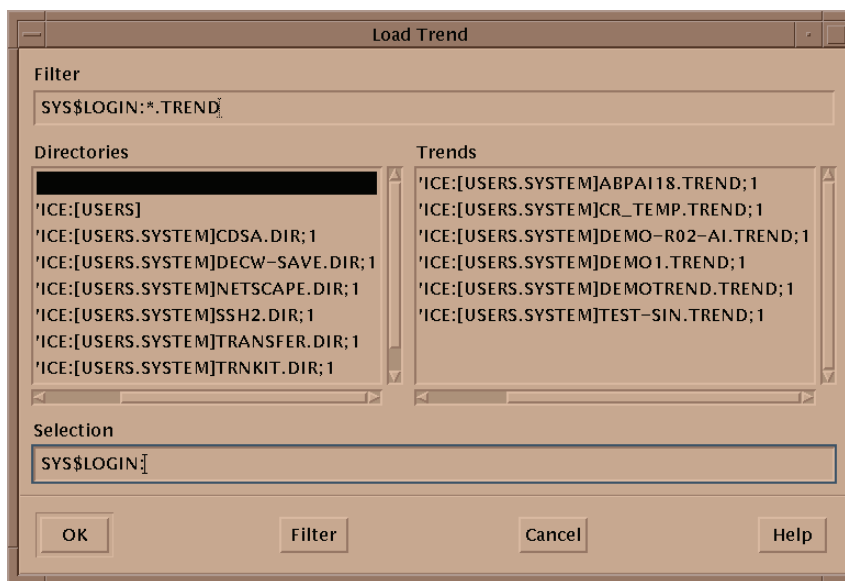 Load Trend
Filter
SYS$LOGIN:*.TREND
Directories
'ICE:[USERS]
'ICE:[USERS.SYSTEM]CDSA.DIR;1
'ICE:[USERS.SYSTEM]DECW-SAVE.DIR;1
'ICE:[USERS.SYSTEM]NETSCAPE.DIR;1
'ICE:[USERS.SYSTEM]SSH2.DIR;1
'ICE:[USERS.SYSTEM]TRANSFER.DIR;1
'ICE:[USERS.SYSTEM]TRNKIT.DIR;1
Trends
'ICE:[USERS.SYSTEM]ABPAI18.TREND;1
'ICE:[USERS.SYSTEM]CR_TEMP.TREND;1
'ICE:[USERS.SYSTEM]DEMO-R02-AI.TREND;1
'ICE:[USERS.SYSTEM]DEMO1.TREND;1
'ICE:[USERS.SYSTEM]DEMOTREND.TREND;1
'ICE:[USERS.SYSTEM]TEST-SIN.TREND;1
Selection
SYS$LOGIN:
OK
Filter
Cancel
Help